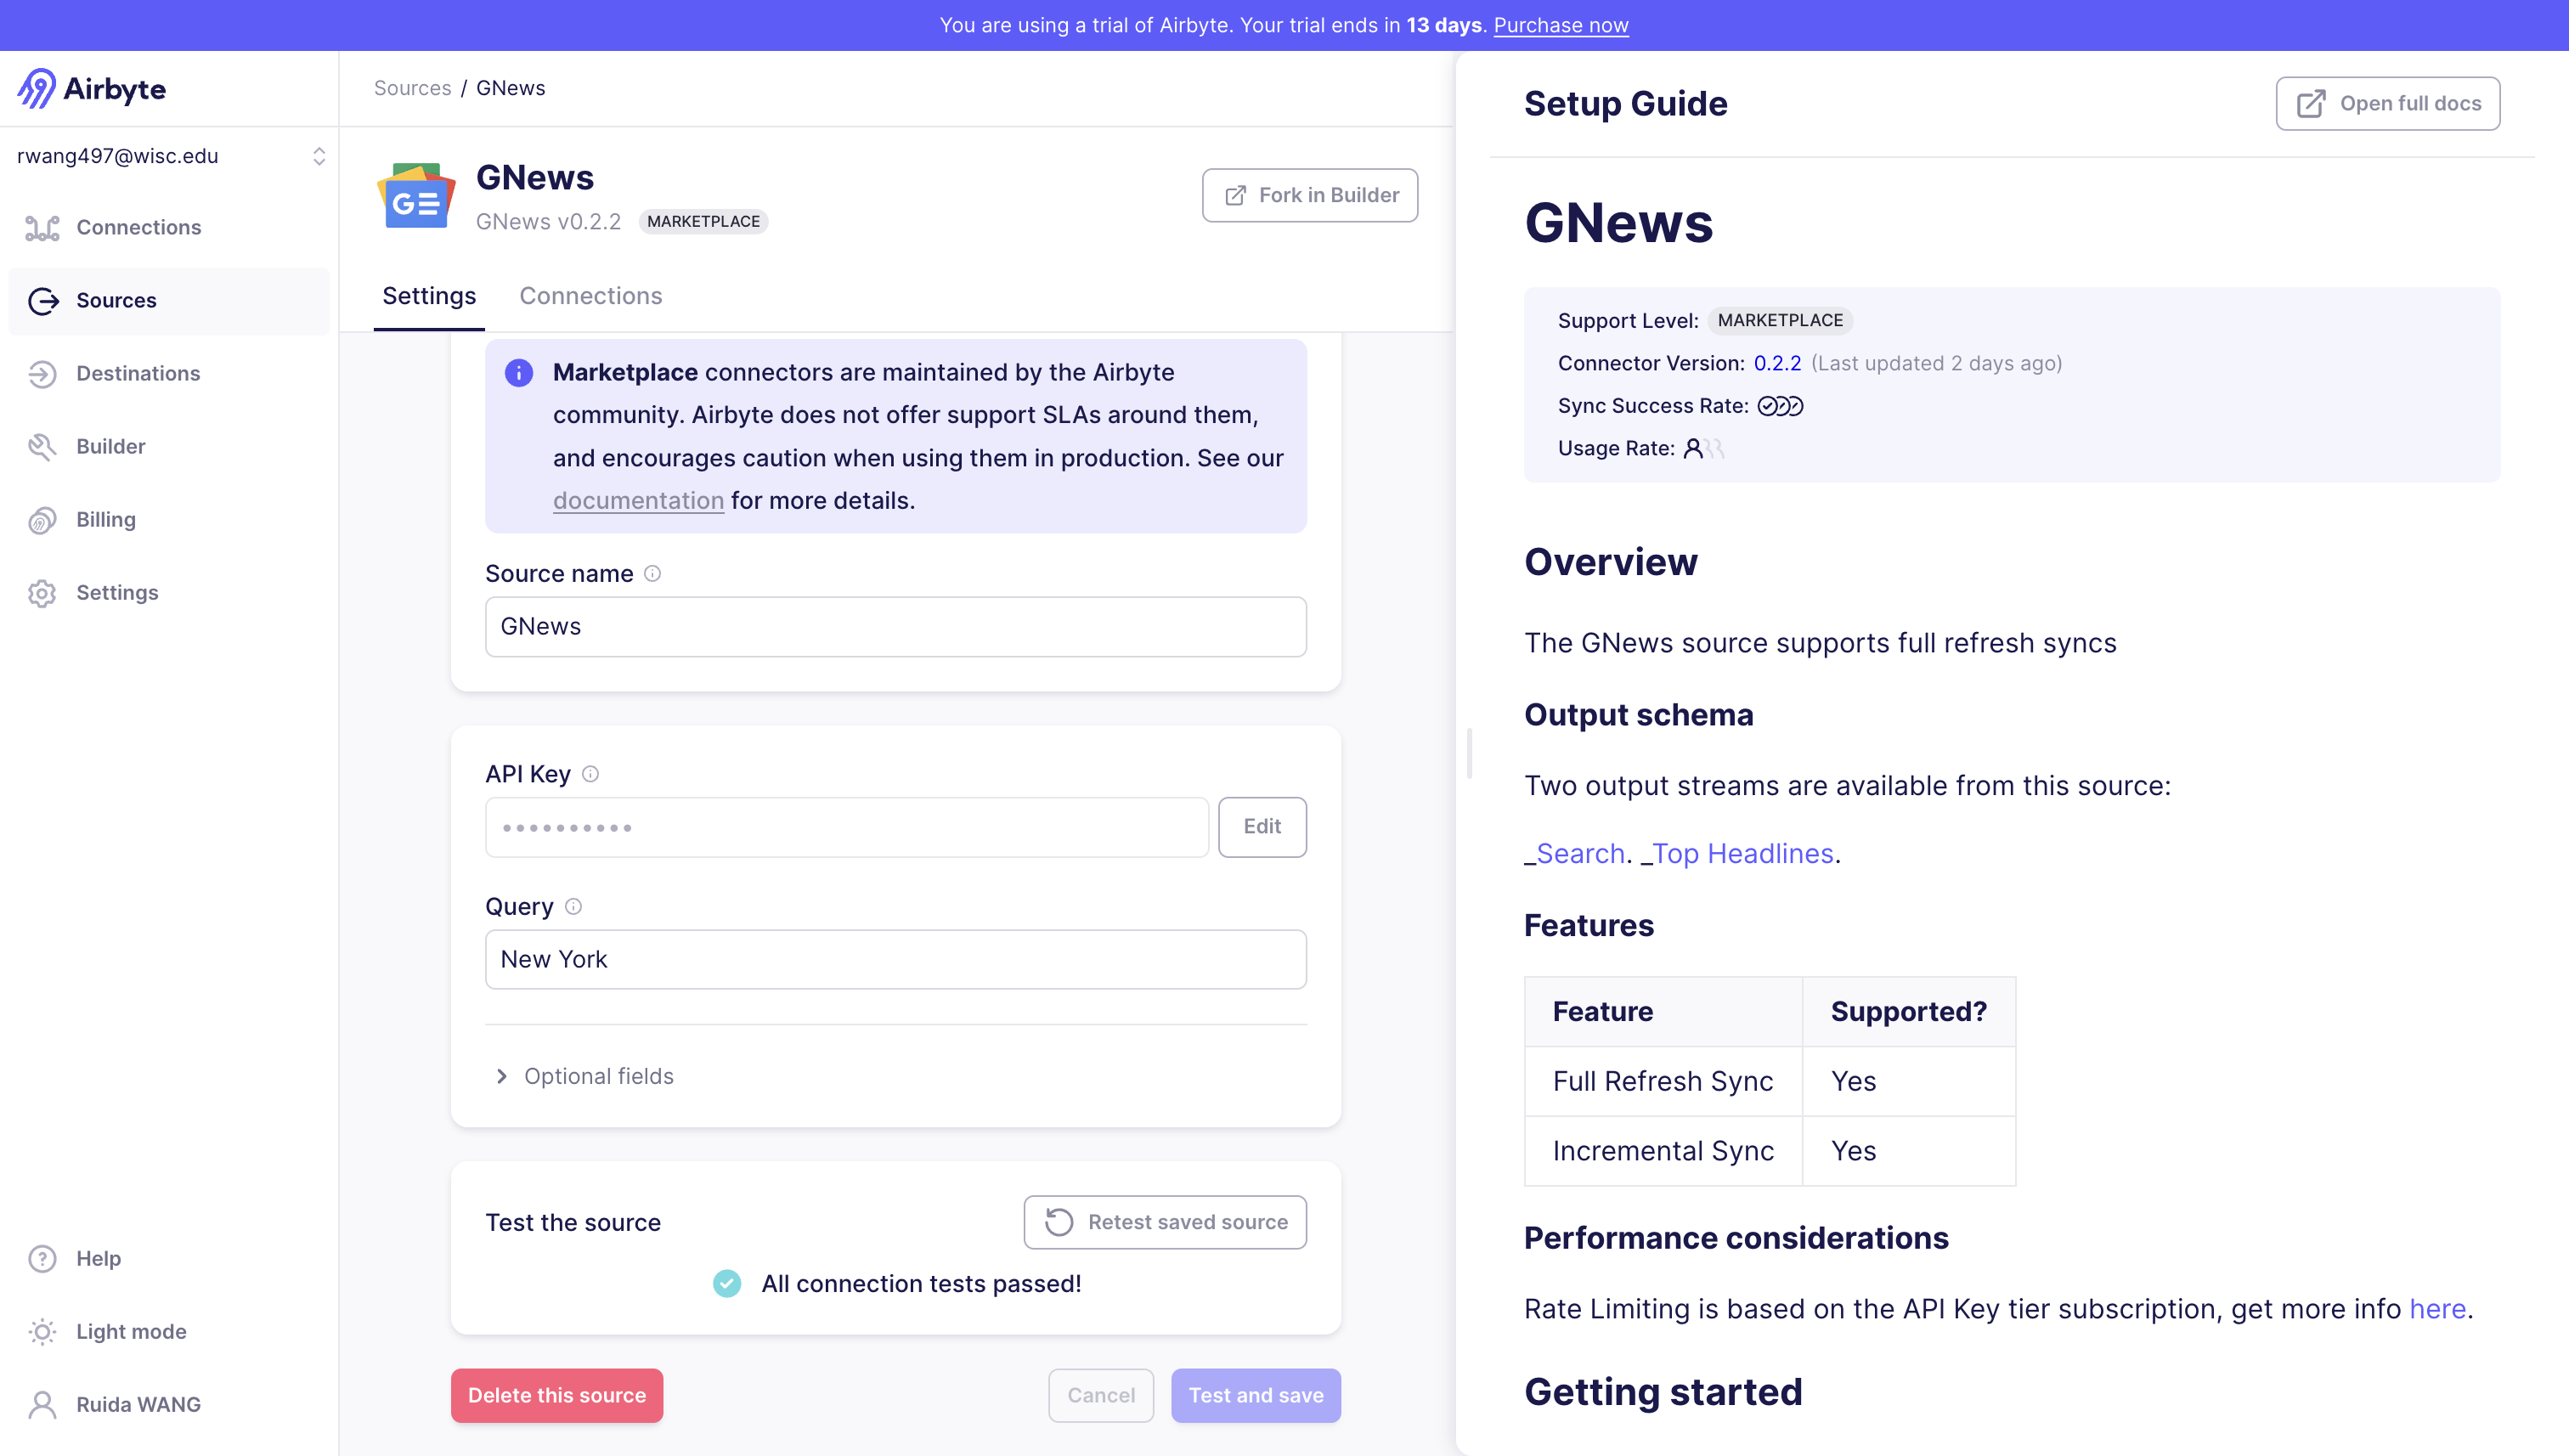 You are using a trial of Airbyte. Your trial ends in 13 days. Purchase now
Airbyte
rwang497@wisc.edu
Connections
Sources
Destinations
Builder
Billing
Settings
Help
Light mode
Ruida WANG
Sources / GNews
GNews
GNews v0.2.2 MARKETPLACE
Fork in Builder
Settings Connections
Marketplace connectors are maintained by the Airbyte
community. Airbyte does not offer support SLAs around them,
and encourages caution when using them in production. See our
documentation for more details.
Source name
GNews
API Key
••••••••••
Edit
Query
New York
Optional fields
Test the source
Retest saved source
All connection tests passed!
Delete this source
Cancel
Test and save
Setup Guide
Open full docs
GNews
Support Level: MARKETPLACE
Connector Version: 0.2.2 (Last updated 2 days ago)
Sync Success Rate:
Usage Rate:
Overview
The GNews source supports full refresh syncs
Output schema
Two output streams are available from this source:
_Search. _Top Headlines.
Features
Feature Supported?
Full Refresh Sync Yes
Incremental Sync Yes
Performance considerations
Rate Limiting is based on the API Key tier subscription, get more info here.
Getting started